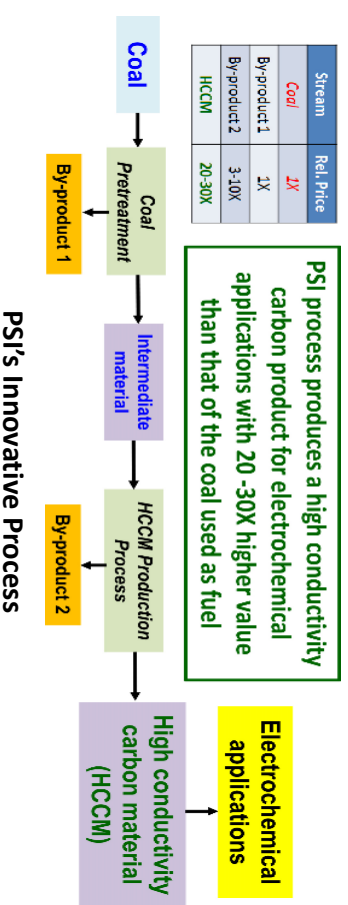 Stream Rel. Price
Coal 1X
By-product 1 1X
By-product 2 3-10X
HCCM 20-30X
PSI process produces a high conductivity
carbon product for electrochemical
applications with 20 -30X higher value
than that of the coal used as fuel
Electrochemical
applications
Coal
Coal
Pretreatment
Intermediate
material
HCCM Production
Process
High conductivity
carbon material
(HCCM)
By-product 1
By-product 2
PSI’s Innovative Process